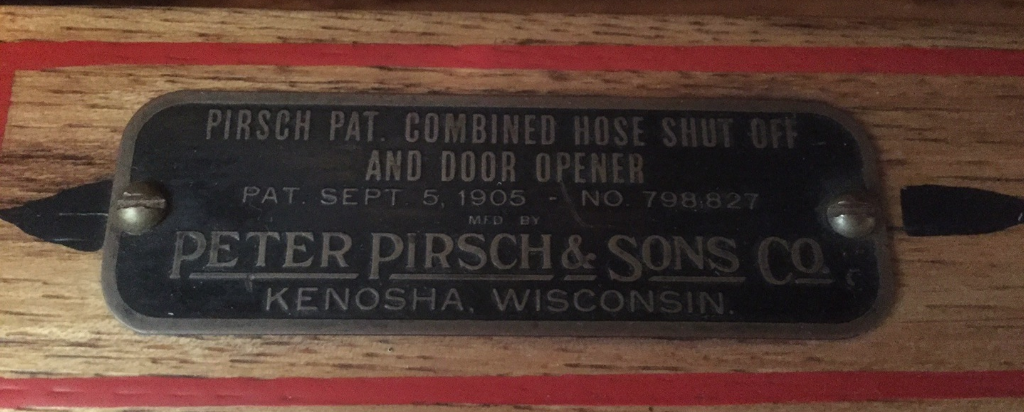 PIRSCH PAT. COMBINED HOSE SHUT OFF
AND DOOR OPENER
PAT. SEPT. 5, 1905 - NO. 798,827
MFD BY
PETER PIRSCH & SONS CO.
KENOSHA, WISCONSIN.